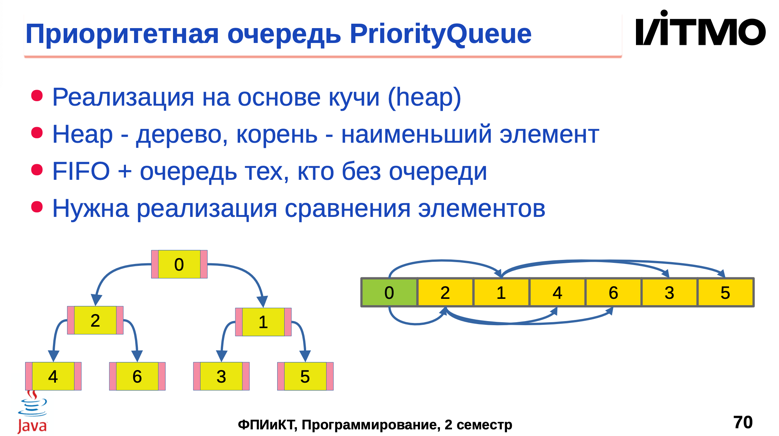 Приоритетная очередь PriorityQueue
ИTMO
Реализация на основе кучи (heap)
Heap - дерево, корень - наименьший элемент
FIFO + очередь тех, кто без очереди
Нужна реализация сравнения элементов
0
2 1
4 6 3 5
0 2 1 4 6 3 5
Java
ФПИиКТ, Программирование, 2 семестр
70